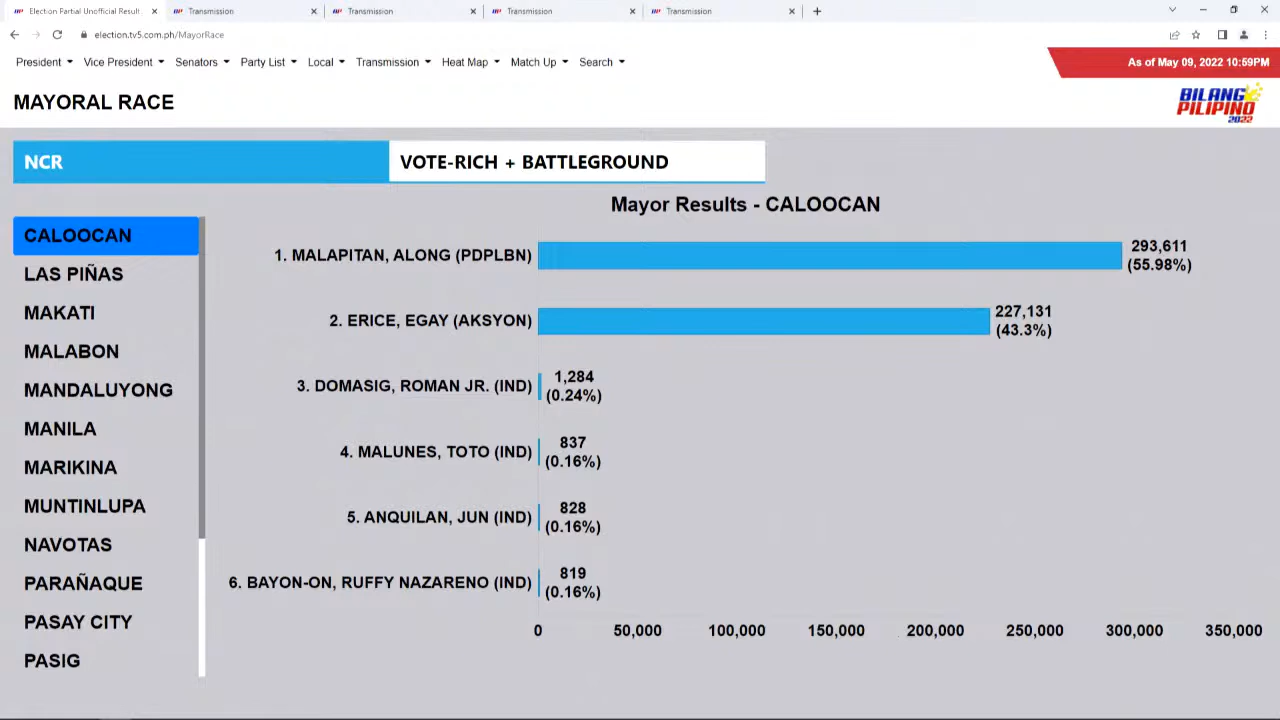 Election Partial Unofficial Result
Transmission
Transmission
Transmission
Transmission
election.tv5.com.ph/MayorRace
President Vice President Senators Party List Local Transmission Heat Map Match Up Search
As of May 09, 2022 10:59PM
MAYORAL RACE
BILANG
PILIPINO
2022
NCR
VOTE-RICH + BATTLEGROUND
Mayor Results - CALOOCAN
CALOOCAN
LAS PIÑAS
MAKATI
MALABON
MANDALUYONG
MANILA
MARIKINA
MUNTINLUPA
NAVOTAS
PARAÑAQUE
PASAY CITY
PASIG
1. MALAPITAN, ALONG (PDPLBN)
293,611
(55.98%)
2. ERICE, EGAY (AKSYON)
227,131
(43.3%)
3. DOMASIG, ROMAN JR. (IND)
1,284
(0.24%)
4. MALUNES, TOTO (IND)
837
(0.16%)
5. ANQUILAN, JUN (IND)
828
(0.16%)
6. BAYON-ON, RUFFY NAZARENO (IND)
819
(0.16%)
0 50,000 100,000 150,000 200,000 250,000 300,000 350,000